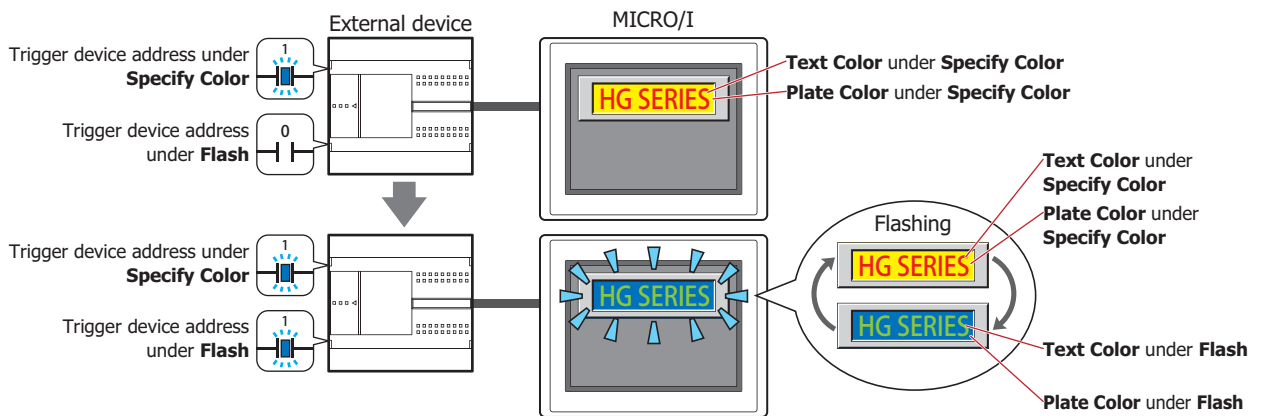 External device
MICRO/I
Trigger device address under
Specify Color
1
Trigger device address
under Flash
0
HG SERIES
Text Color under Specify Color
Plate Color under Specify Color
Trigger device address under
Specify Color
1
Trigger device address
under Flash
1
HG SERIES
Flashing
HG SERIES
HG SERIES
Text Color under
Specify Color
Plate Color under
Specify Color
Text Color under Flash
Plate Color under Flash